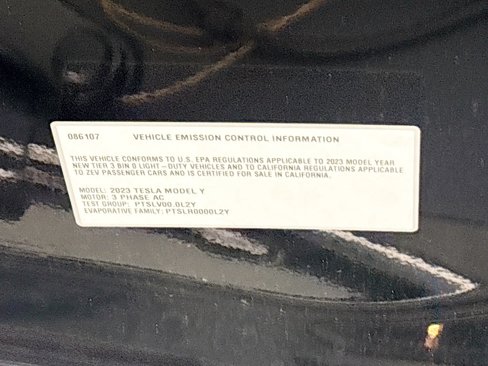 086107 VEHICLE EMISSION CONTROL INFORMATION
THIS VEHICLE CONFORMS TO U.S. EPA REGULATIONS APPLICABLE TO 2023 MODEL YEAR
NEW TIER 3 BIN 0 LIGHT-DUTY VEHICLES AND TO CALIFORNIA REGULATIONS APPLICABLE
TO ZEV PASSENGER CARS AND IS CERTIFIED FOR SALE IN CALIFORNIA.
MODEL: 2023 TESLA MODEL Y
MOTOR: 3 PHASE AC
TEST GROUP: PTSLV00.0L2Y
EVAPORATIVE FAMILY: PTSLR0000L2Y